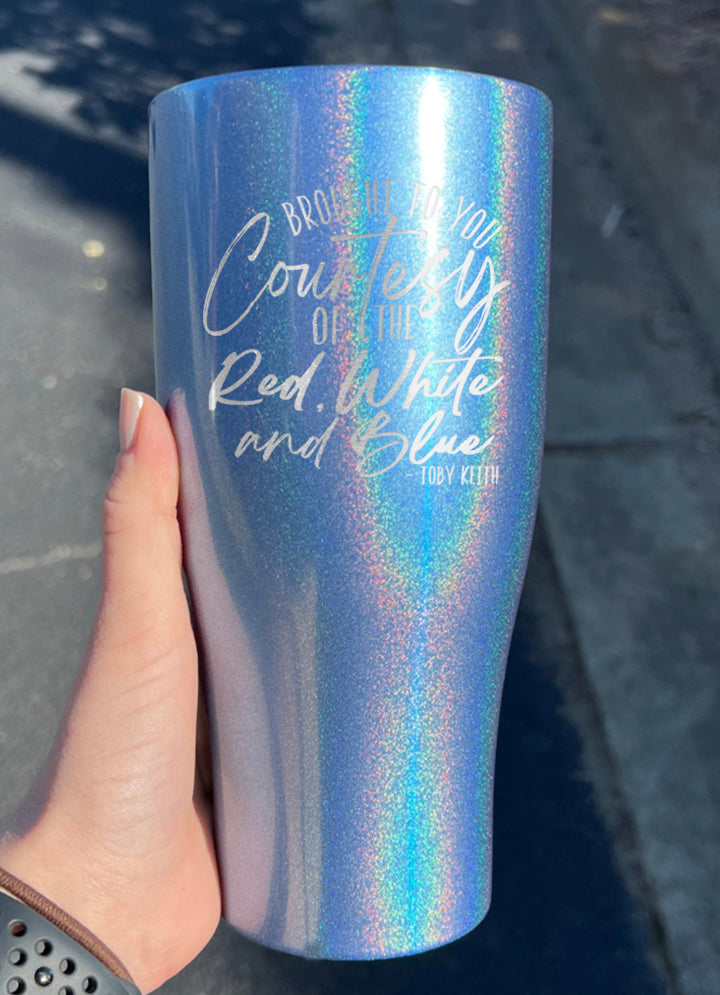 BROUGHT TO YOU
Courtesy
OF THE
Red, White
and Blue
- TOBY KEITH